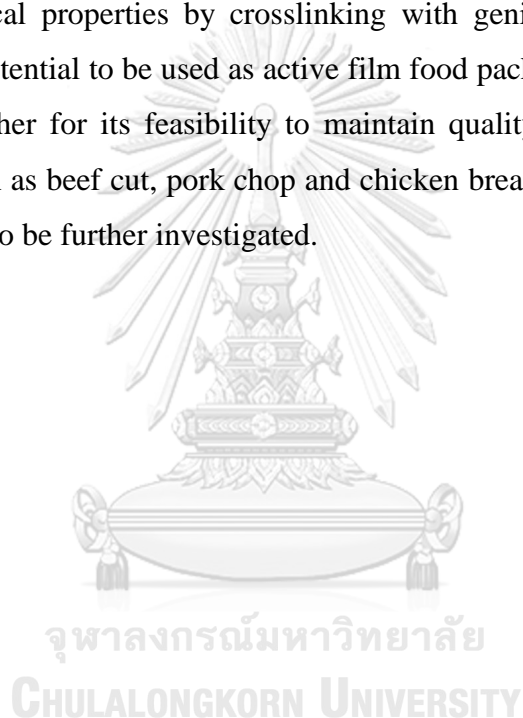 cal properties by crosslinking with geni
otential to be used as active film food pac
her for its feasibility to maintain quality
as beef cut, pork chop and chicken brea
o be further investigated.
จุฬาลงกรณ์มหาวิทยาลัย
CHULALONGKORN UNIVERSITY